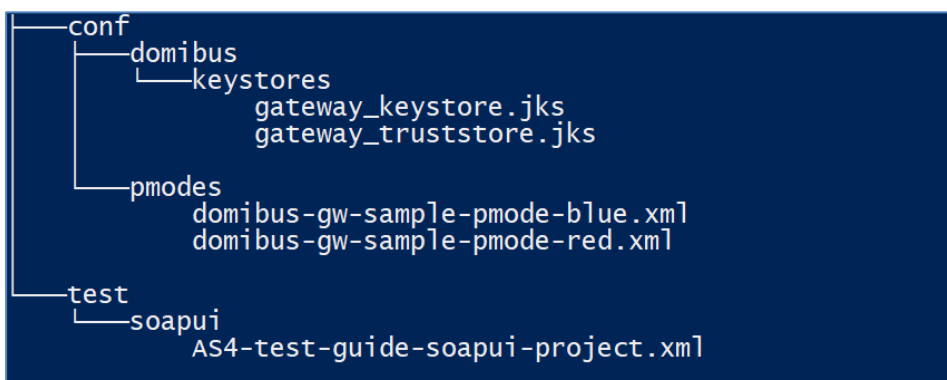 conf
domibus
keystores
gateway_keystore.jks
gateway_truststore.jks
pmodes
domibus-gw-sample-pmode-blue.xml
domibus-gw-sample-pmode-red.xml
test
soapui
AS4-test-guide-soapui-project.xml